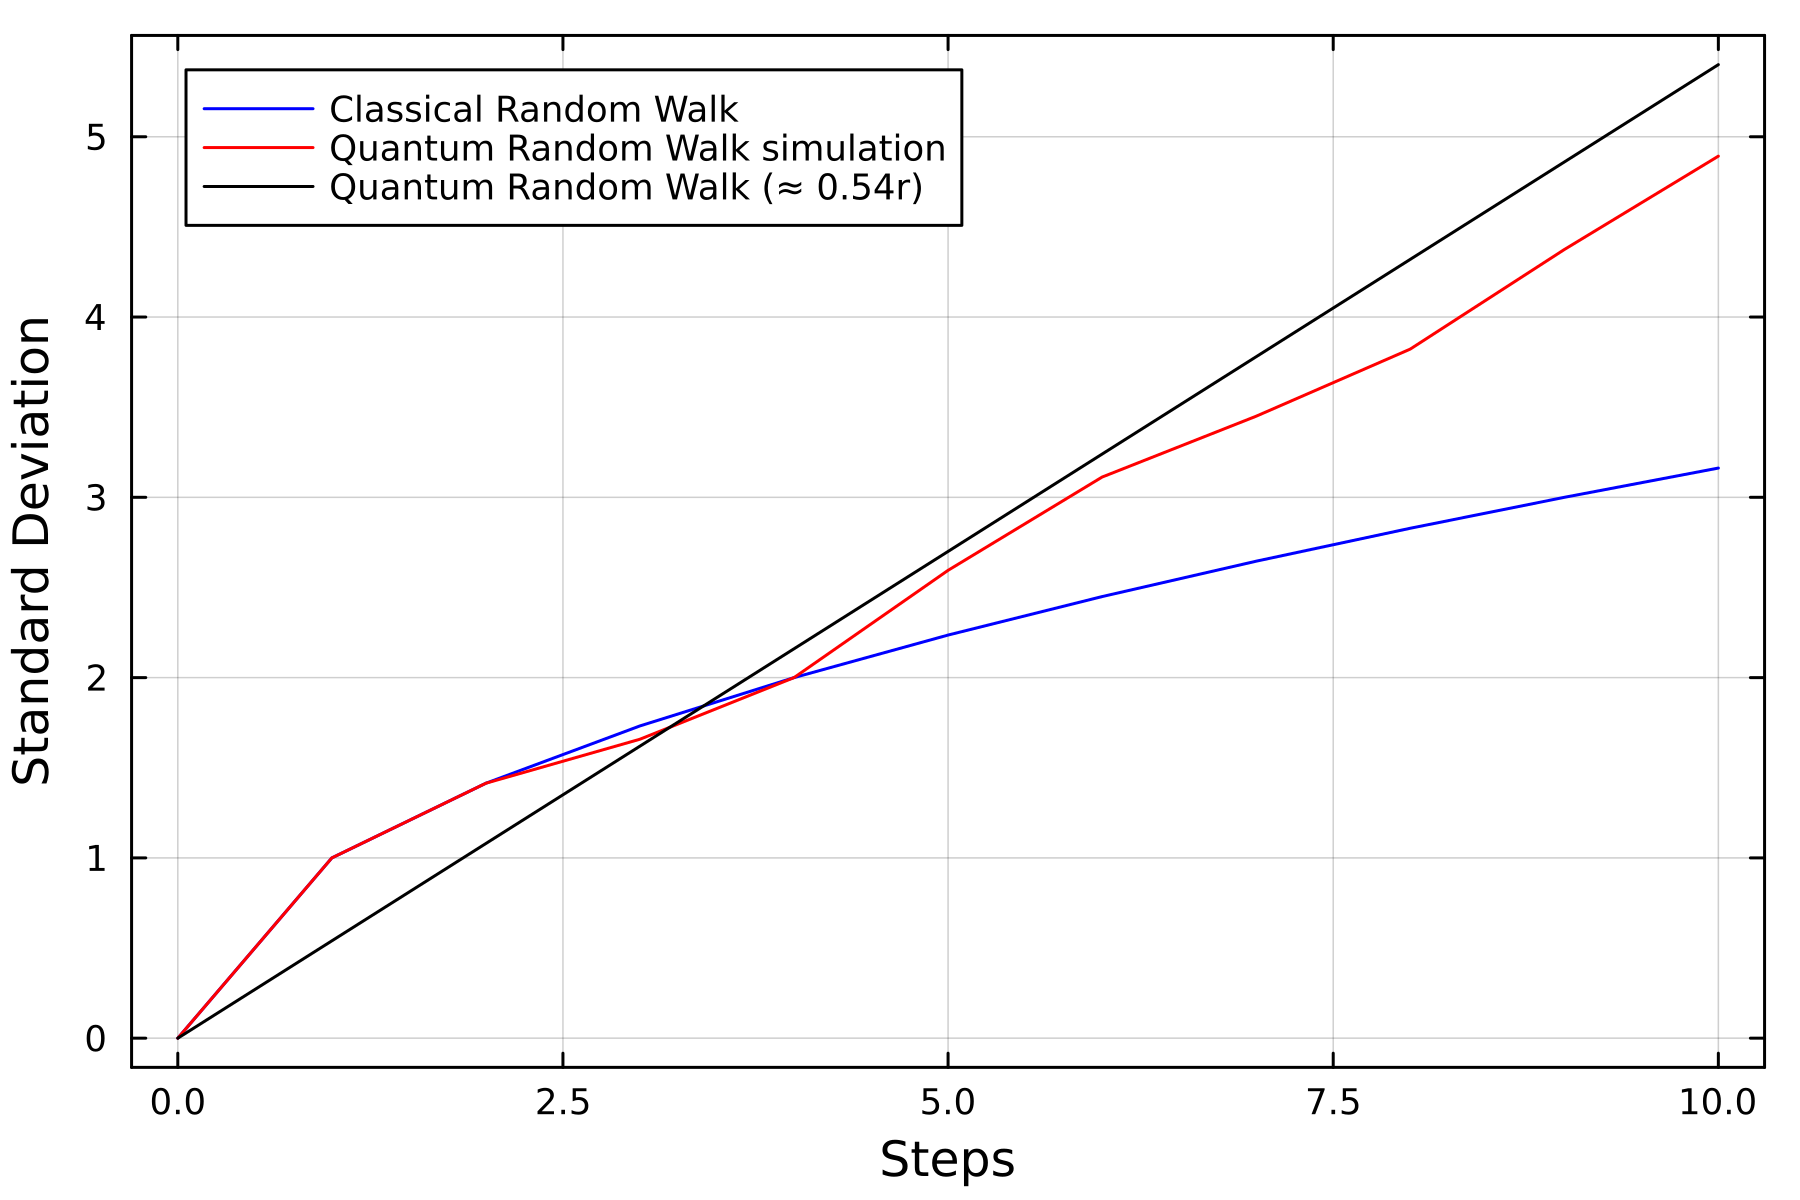 Classical Random Walk
Quantum Random Walk simulation
Quantum Random Walk (≈ 0.54r)
5
4
3
2
1
0
Standard Deviation
0.0 2.5 5.0 7.5 10.0
Steps